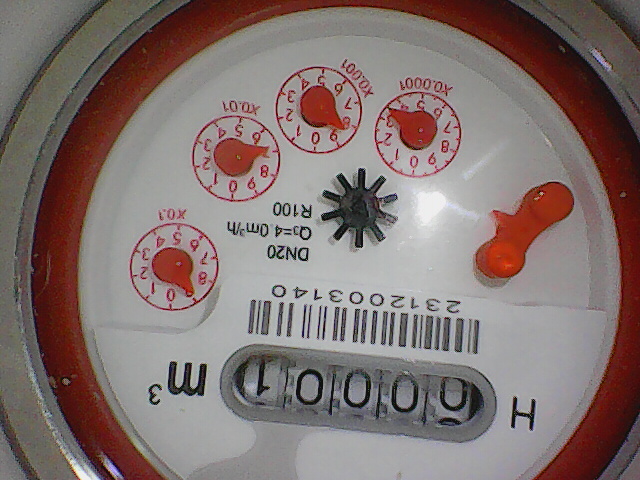 H 00001 m³
2312003140
DN20
Q₃=4.0m³/h
R100
X0.1
X0.01
X0.001
X0.0001